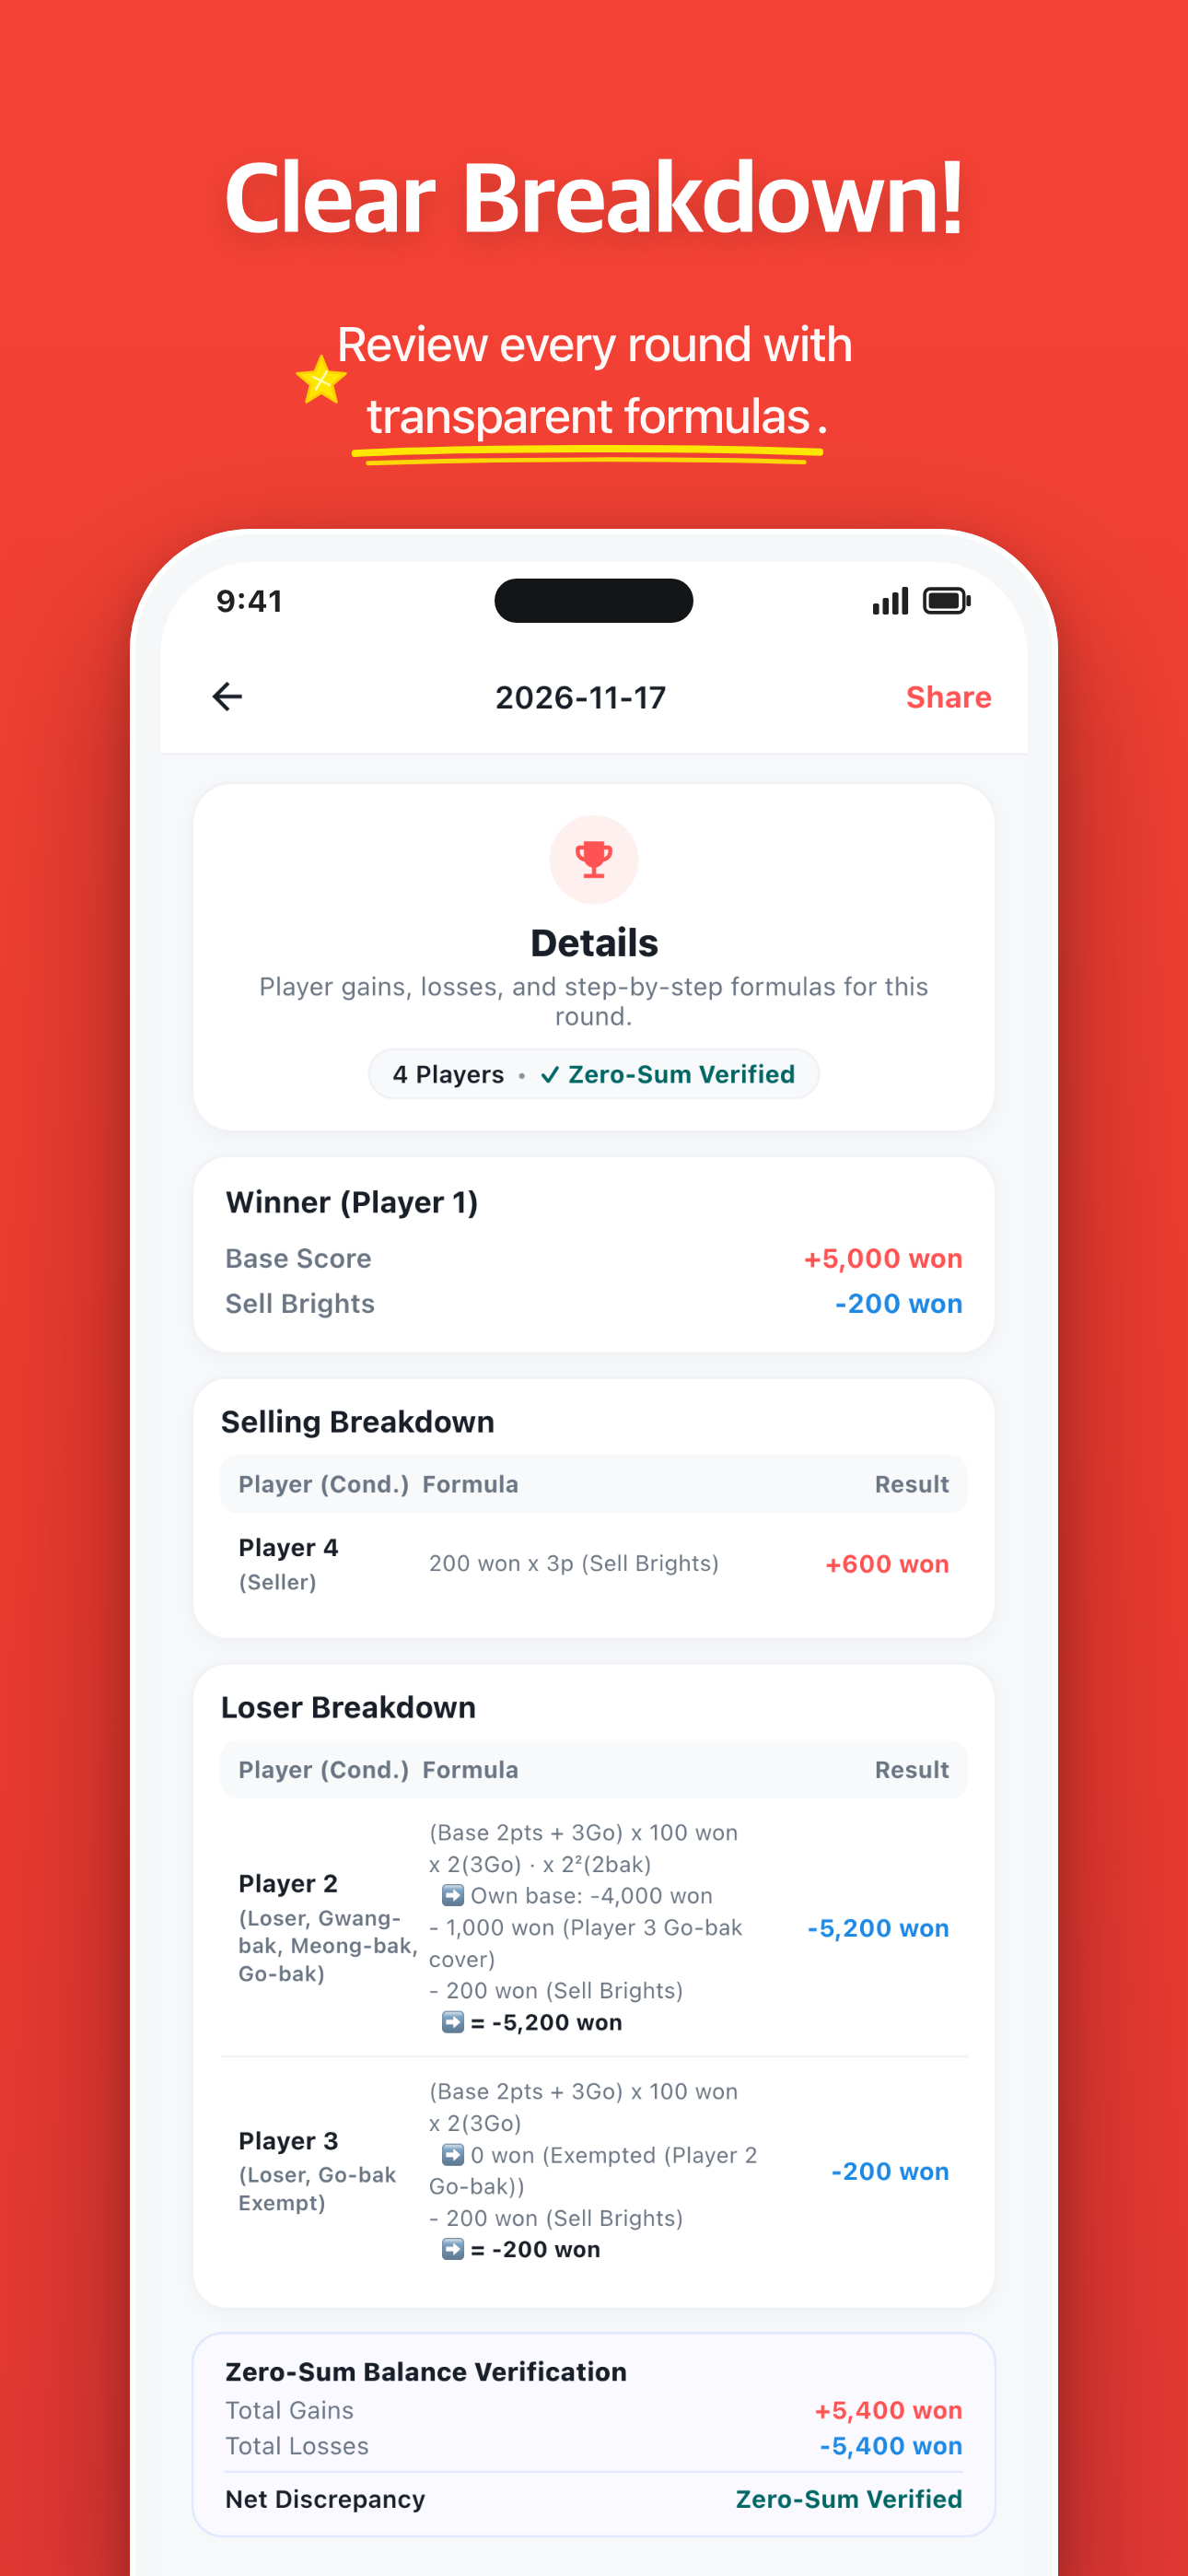 Clear Breakdown!
Review every round with
transparent formulas.
9:41
2026-11-17
Share
Details
Player gains, losses, and step-by-step formulas for this
round.
4 Players • ✓ Zero-Sum Verified
Winner (Player 1)
Base Score +5,000 won
Sell Brights -200 won
Selling Breakdown
Player (Cond.) Formula Result
Player 4
(Seller)
200 won x 3p (Sell Brights)
+600 won
Loser Breakdown
Player (Cond.) Formula Result
Player 2
(Loser, Gwang-
bak, Meong-bak,
Go-bak)
(Base 2pts + 3Go) x 100 won
x 2(3Go) · x 2²(2bak)
➡ Own base: -4,000 won
- 1,000 won (Player 3 Go-bak
cover)
- 200 won (Sell Brights)
➡ = -5,200 won
-5,200 won
Player 3
(Loser, Go-bak
Exempt)
(Base 2pts + 3Go) x 100 won
x 2(3Go)
➡ 0 won (Exempted (Player 2
Go-bak))
- 200 won (Sell Brights)
➡ = -200 won
-200 won
Zero-Sum Balance Verification
Total Gains +5,400 won
Total Losses -5,400 won
Net Discrepancy Zero-Sum Verified